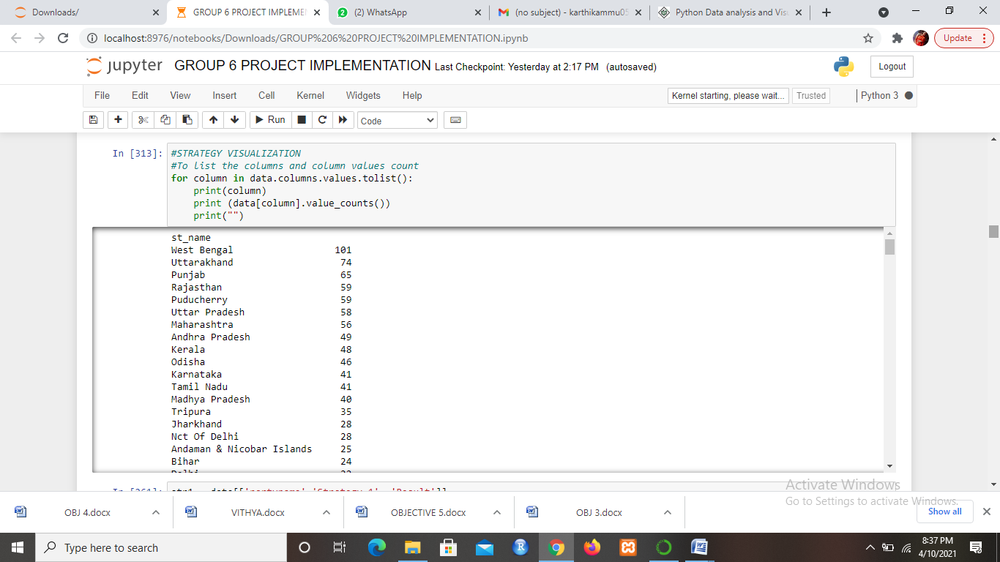 Downloads/
GROUP 6 PROJECT IMPLEMEN
2 (2) WhatsApp
(no subject) - karthikammu05
Python Data analysis and Visu
localhost:8976/notebooks/Downloads/GROUP%206%20PROJECT%20IMPLEMENTATION.ipynb
Update
jupyter GROUP 6 PROJECT IMPLEMENTATION Last Checkpoint: Yesterday at 2:17 PM (autosaved)
Logout
File Edit View Insert Cell Kernel Widgets Help
Kernel starting, please wait... Trusted Python 3
Run Code
In [313]: #STRATEGY VISUALIZATION
#To list the columns and column values count
for column in data.columns.values.tolist():
print(column)
print (data[column].value_counts())
print("")
st_name
West Bengal 101
Uttarakhand 74
Punjab 65
Rajasthan 59
Puducherry 59
Uttar Pradesh 58
Maharashtra 56
Andhra Pradesh 49
Kerala 48
Odisha 46
Karnataka 41
Tamil Nadu 41
Madhya Pradesh 40
Tripura 35
Jharkhand 28
Nct Of Delhi 28
Andaman & Nicobar Islands 25
Bihar 24
Activate Windows
Go to Settings to activate Windows.
OBJ 4.docx
VITHYA.docx
OBJECTIVE 5.docx
OBJ 3.docx
Show all
Type here to search
8:37 PM
4/10/2021